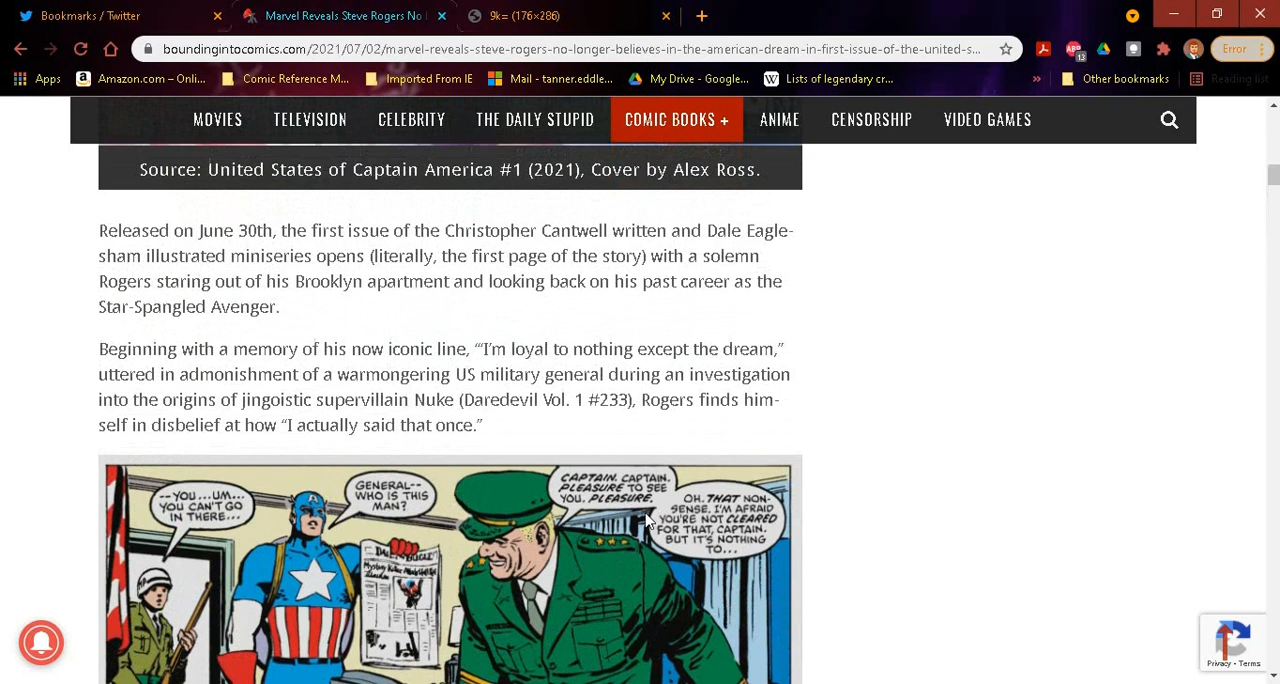 Bookmarks / Twitter
Marvel Reveals Steve Rogers No
9k= (176×286)
boundingintocomics.com/2021/07/02/marvel-reveals-steve-rogers-no-longer-believes-in-the-american-dream-in-first-issue-of-the-united-s...
13
Error
Apps
Amazon.com – Onli...
Comic Reference M...
Imported From IE
Mail - tanner.eddle...
My Drive - Google...
Lists of legendary cr...
»
Other bookmarks
Reading list
MOVIES
TELEVISION
CELEBRITY
THE DAILY STUPID
COMIC BOOKS +
ANIME
CENSORSHIP
VIDEO GAMES
Source: United States of Captain America #1 (2021), Cover by Alex Ross.
Released on June 30th, the first issue of the Christopher Cantwell written and Dale Eagle-
sham illustrated miniseries opens (literally, the first page of the story) with a solemn
Rogers staring out of his Brooklyn apartment and looking back on his past career as the
Star-Spangled Avenger.
Beginning with a memory of his now iconic line, “‘I’m loyal to nothing except the dream,”
uttered in admonishment of a warmongering US military general during an investigation
into the origins of jingoistic supervillain Nuke (Daredevil Vol. 1 #233), Rogers finds him-
self in disbelief at how “I actually said that once.”
--YOU...UM...
YOU CAN'T GO
IN THERE...
GENERAL--
WHO IS THIS
MAN?
CAPTAIN. CAPTAIN.
PLEASURE TO SEE
YOU. PLEASURE.
OH. THAT NON-
SENSE. I'M AFRAID
YOU'RE NOT CLEARED
FOR THAT, CAPTAIN.
BUT IT'S NOTHING
TO...
MP
Privacy - Terms